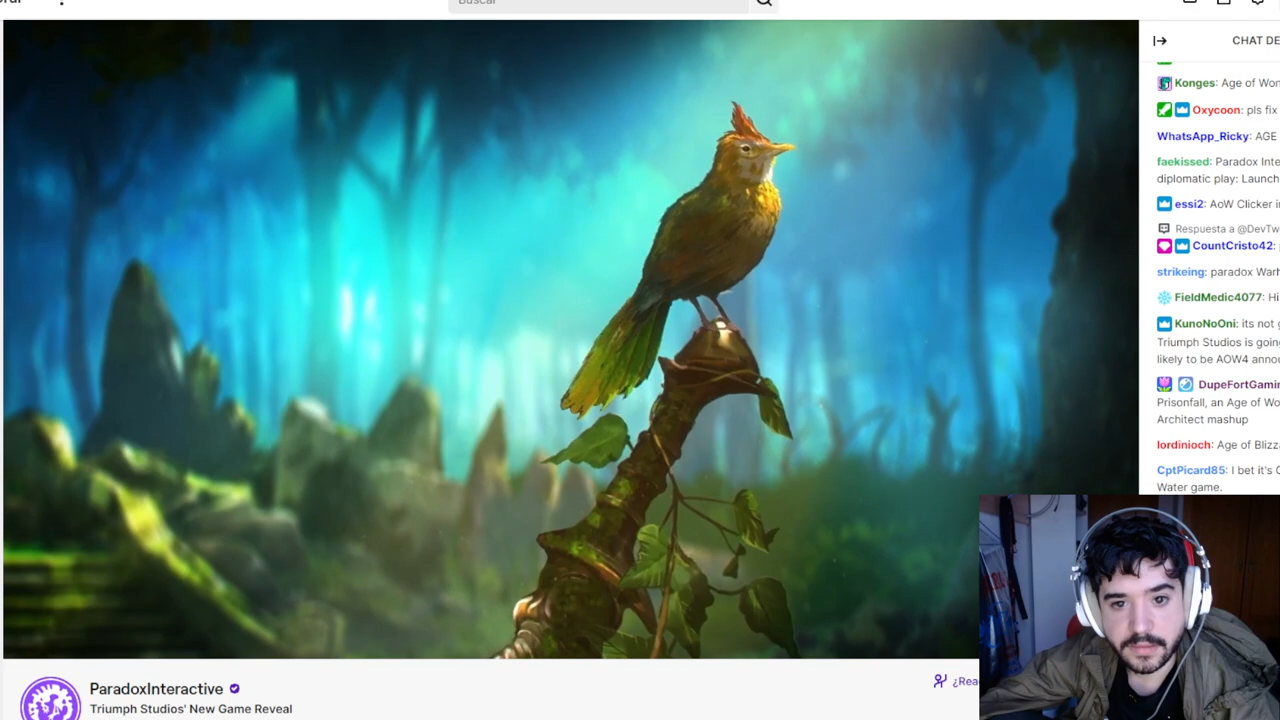 Buscar
CHAT DE
Konges: Age of Won
Oxycoon: pls fix
WhatsApp_Ricky: AGE
faekissed: Paradox Inte
diplomatic play: Launch
essi2: AoW Clicker i
Respuesta a @DevTw
CountCristo42:
strikeing: paradox Warh
FieldMedic4077: Hi
KunoNoOni: its not g
Triumph Studios is going
likely to be AOW4 annou
DupeFortGamin
Prisonfall, an Age of Wo
Architect mashup
lordinioch: Age of Blizz
CptPicard85: I bet it's C
Water game.
¿Rea
ParadoxInteractive
Triumph Studios' New Game Reveal